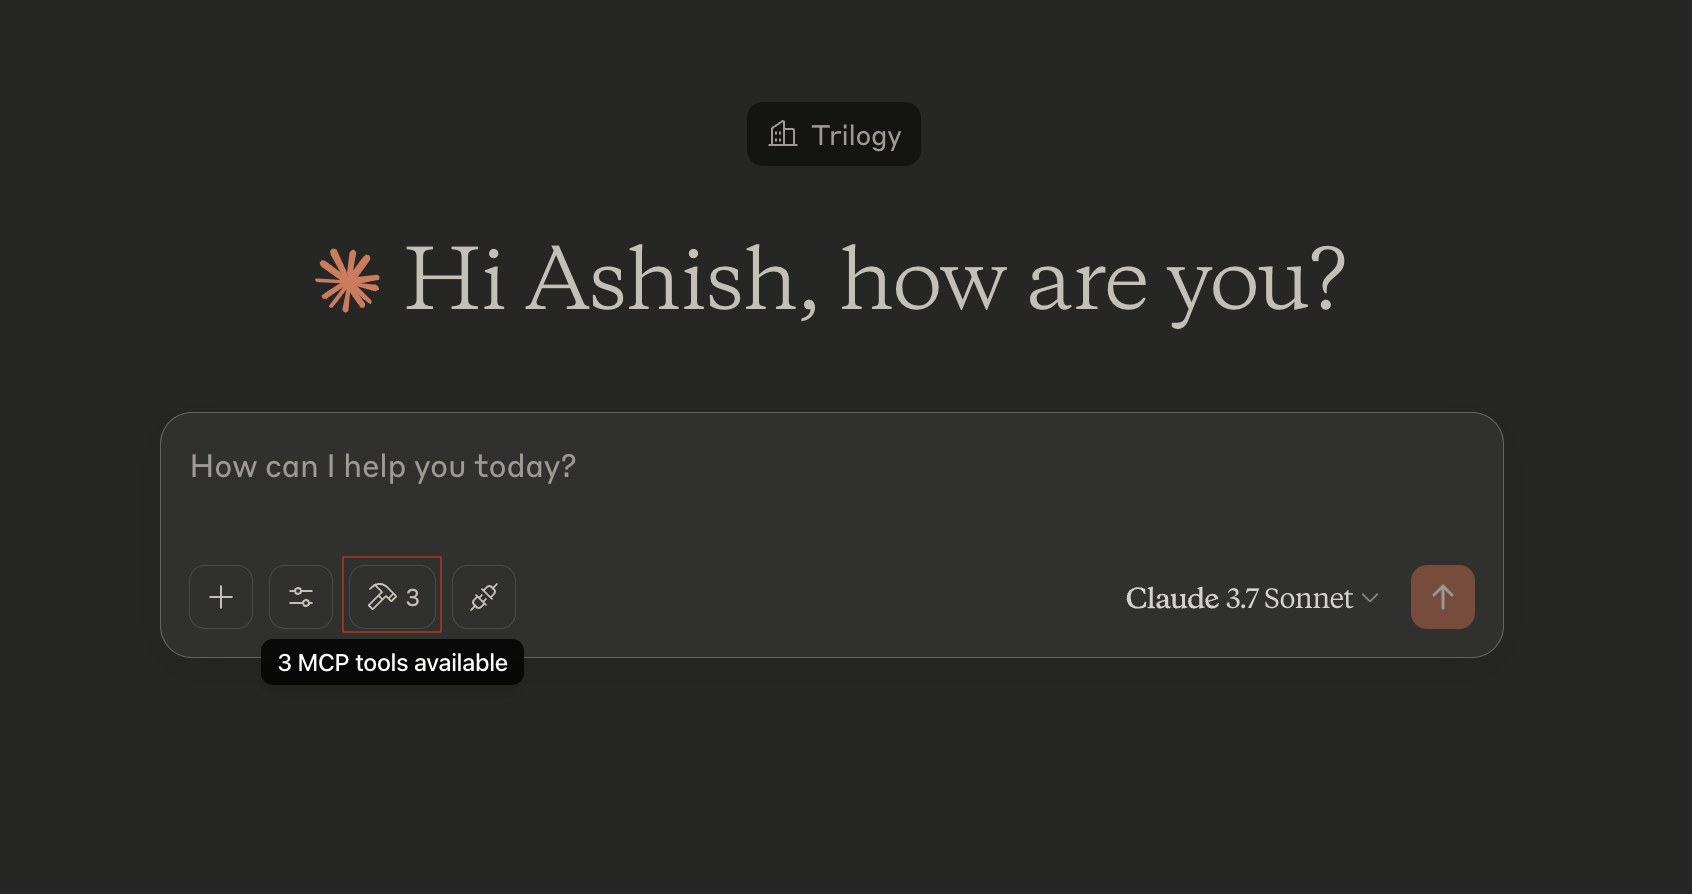 Trilogy
Hi Ashish, how are you?
How can I help you today?
3
Claude 3.7 Sonnet
3 MCP tools available